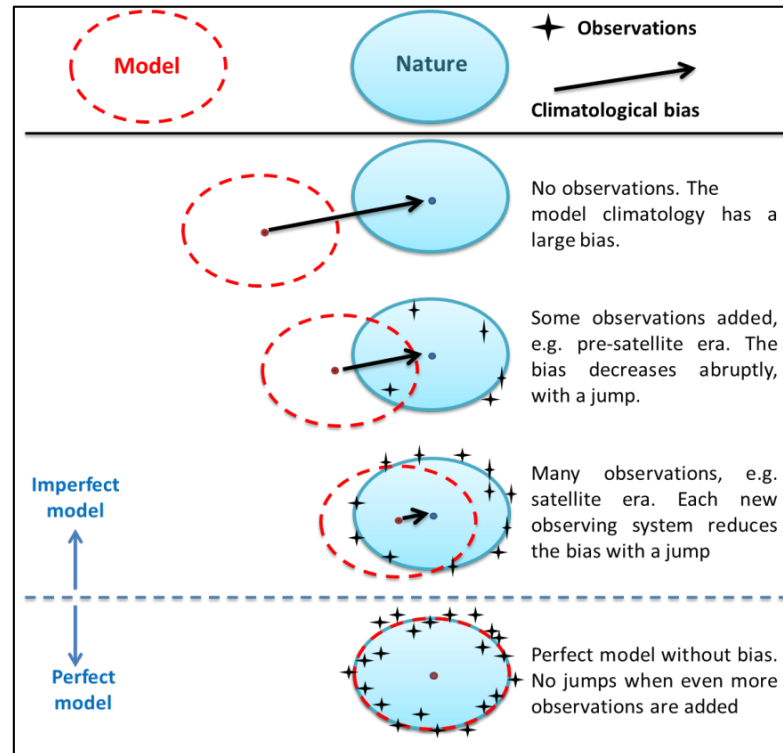 Model
Nature
Observations
Climatological bias
No observations. The
model climatology has a
large bias.
Some observations added,
e.g. pre-satellite era. The
bias decreases abruptly,
with a jump.
Many observations, e.g.
satellite era. Each new
observing system reduces
the bias with a jump
Imperfect
model
Perfect
model
Perfect model without bias.
No jumps when even more
observations are added